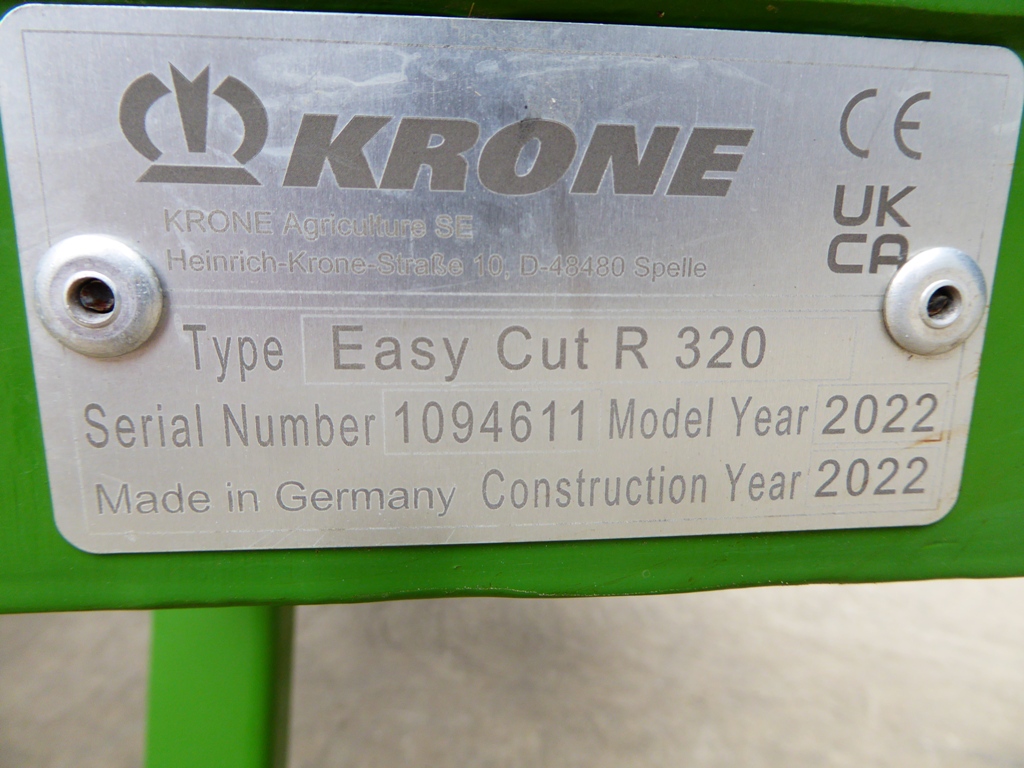 KRONE
CE
UK
CA
KRONE Agriculture SE
Heinrich-Krone-Straße 10, D-48480 Spelle
Type Easy Cut R 320
Serial Number 1094611 Model Year 2022
Made in Germany Construction Year 2022